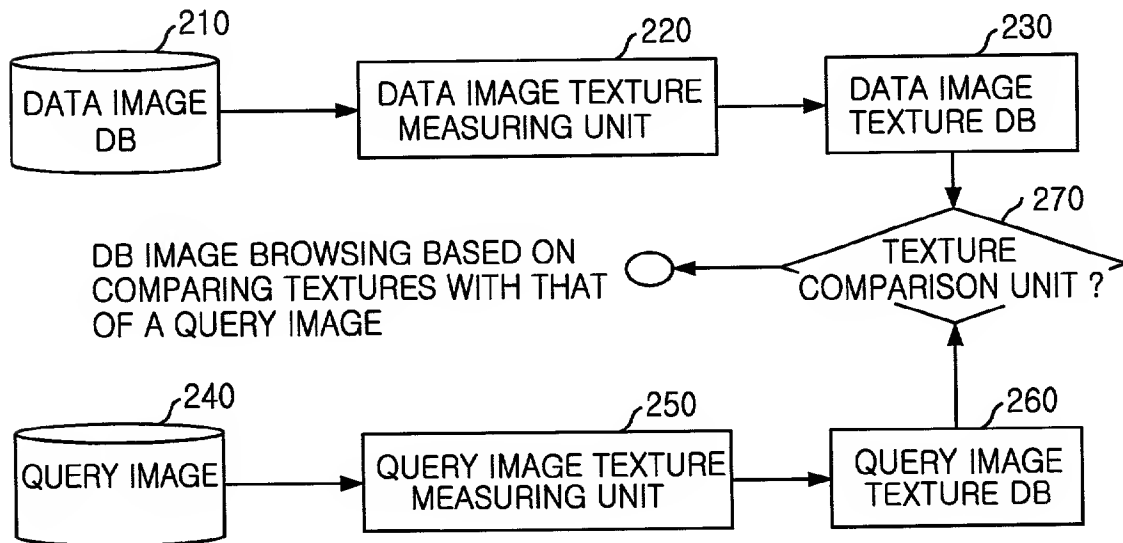 210
220
230
DATA IMAGE
DB
DATA IMAGE TEXTURE
MEASURING UNIT
DATA IMAGE
TEXTURE DB
270
DB IMAGE BROWSING BASED ON
COMPARING TEXTURES WITH THAT
OF A QUERY IMAGE
TEXTURE
COMPARISON UNIT ?
240
250
260
QUERY IMAGE
QUERY IMAGE TEXTURE
MEASURING UNIT
QUERY IMAGE
TEXTURE DB